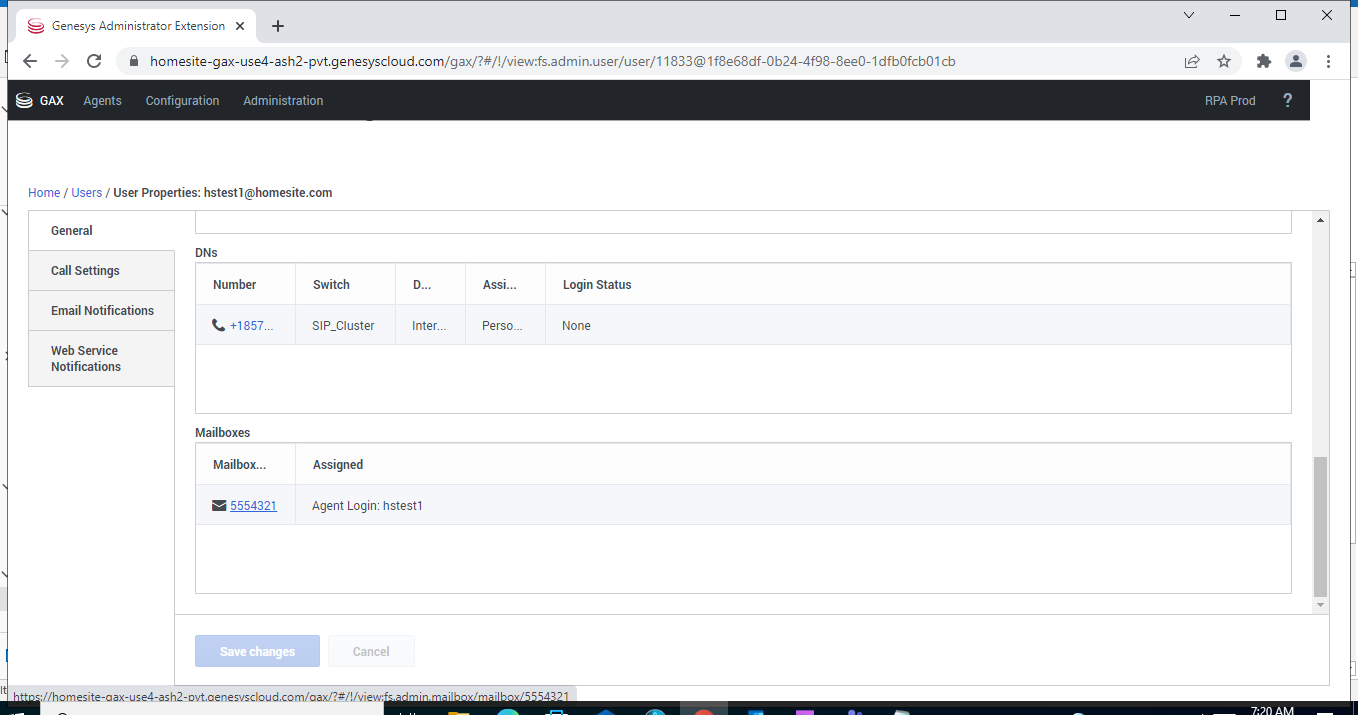 Genesys Administrator Extension
homesite-gax-use4-ash2-pvt.genesyscloud.com/gax/?#/!/view:fs.admin.user/user/11833@1f8e68df-0b24-4f98-8ee0-1dfb0fcb01cb
GAX Agents Configuration Administration RPA Prod ?
Home / Users / User Properties: hstest1@homesite.com
General
Call Settings
Email Notifications
Web Service
Notifications
DNs
Number Switch D... Assi... Login Status
+1857... SIP_Cluster Inter... Perso... None
Mailboxes
Mailbox... Assigned
5554321 Agent Login: hstest1
Save changes Cancel
https://homesite-gax-use4-ash2-pvt.genesyscloud.com/gax/?#/!/view:fs.admin.mailbox/mailbox/5554321
7:20 AM